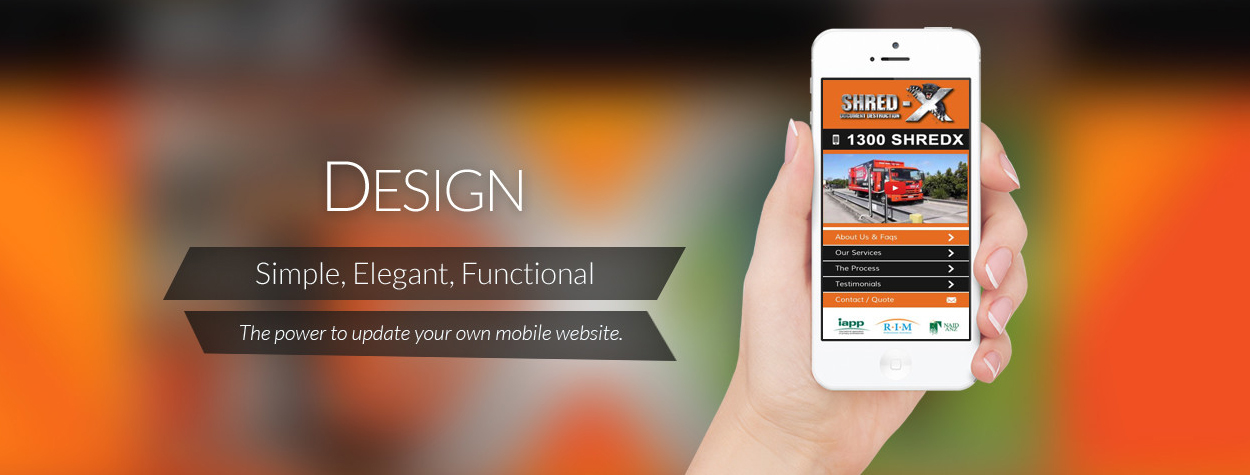 Design
Simple, Elegant, Functional
The power to update your own mobile website.
SHRED-X
DOCUMENT DESTRUCTION
1300 SHREDX
About Us & Faqs
Our Services
The Process
Testimonials
Contact / Quote
iapp
R·I·M
NAID
ANZ